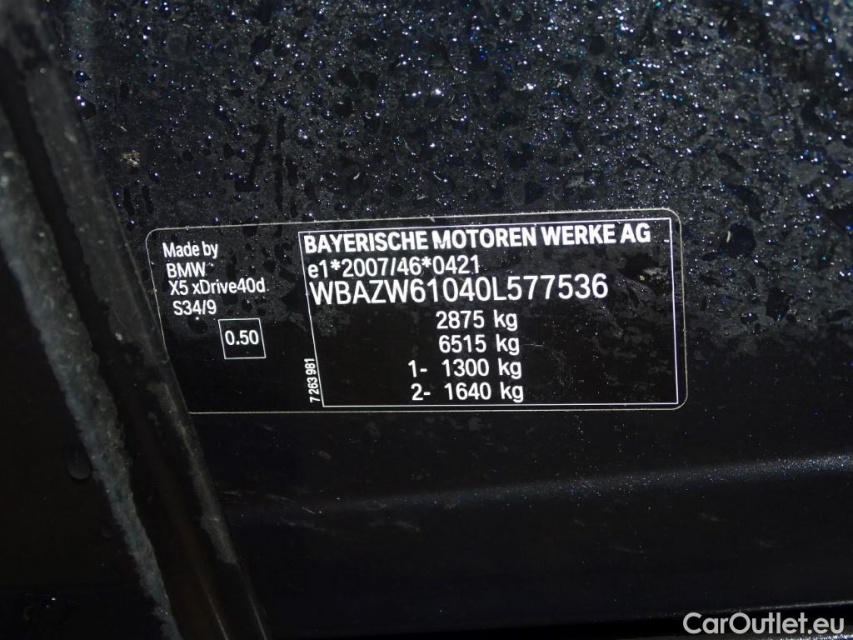 Made by
BMW
X5 xDrive40d
S34/9
0.50
BAYERISCHE MOTOREN WERKE AG
e1*2007/46*0421
WBAZW61040L577536
2875 kg
6515 kg
1- 1300 kg
2- 1640 kg
7 263 981
CarOutlet.eu